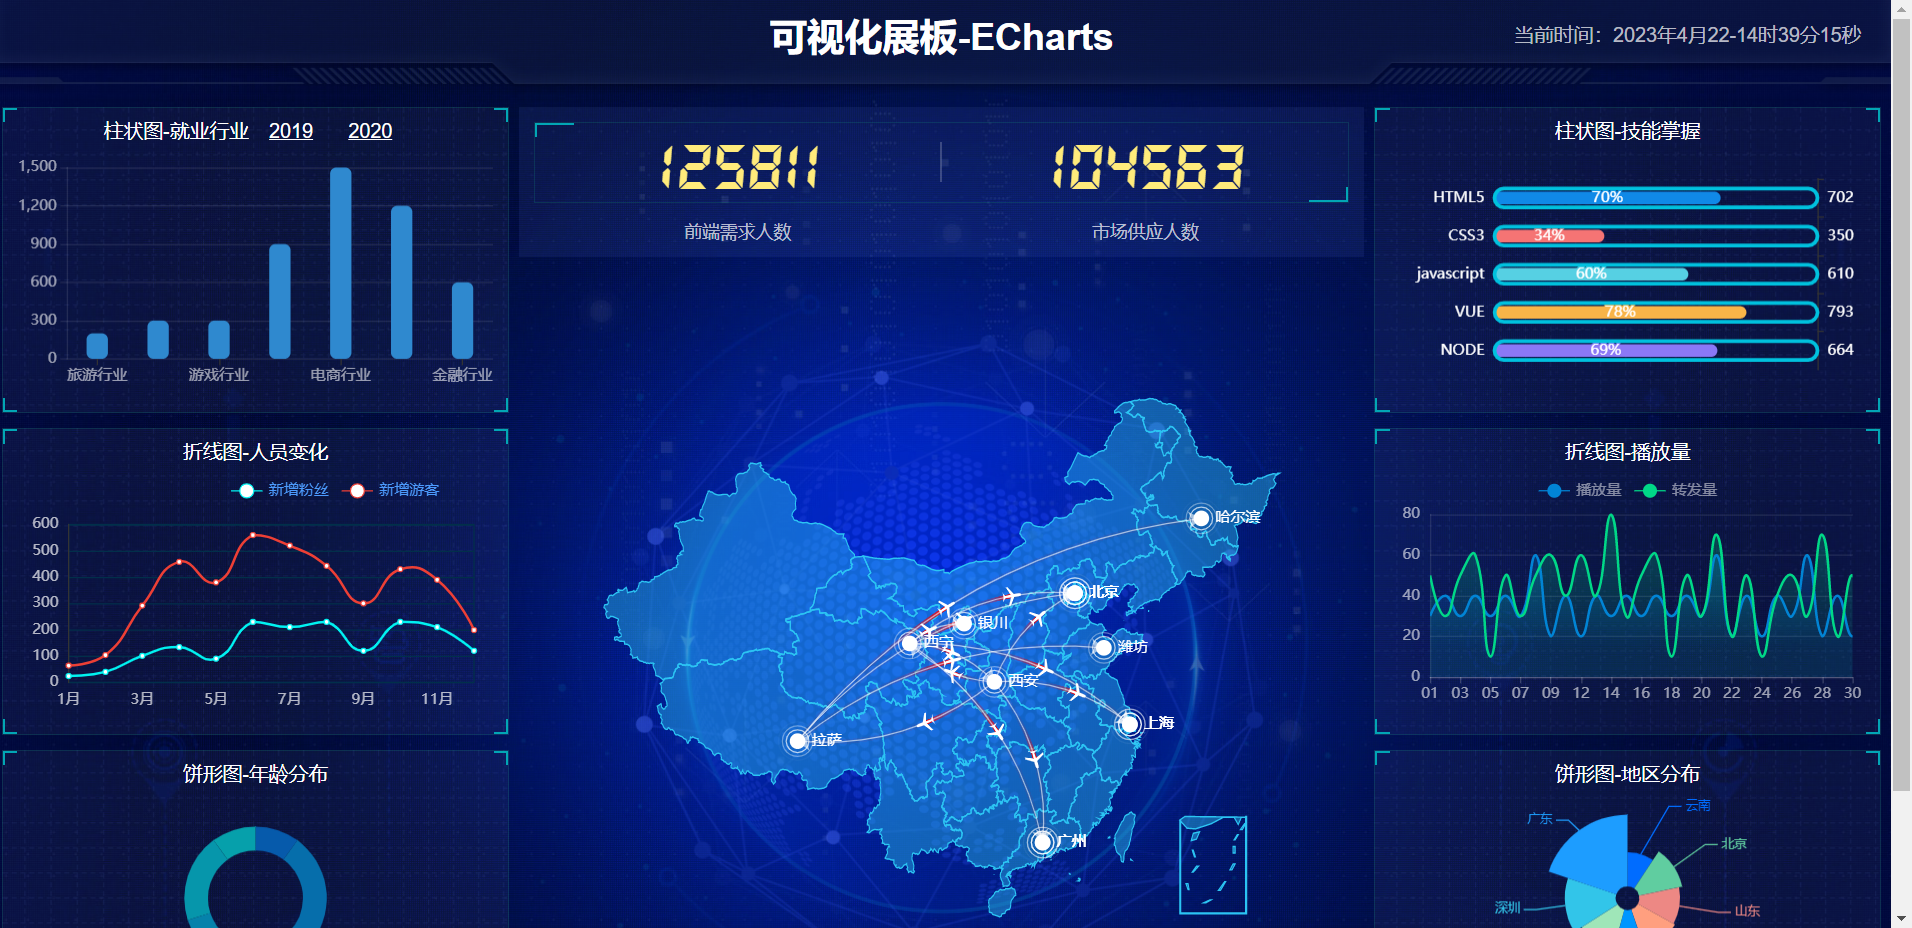 可视化展板-ECharts
当前时间：2023年4月22-14时39分15秒
柱状图-就业行业 2019 2020
1,500
1,200
900
600
300
0
旅游行业 游戏行业 电商行业 金融行业
折线图-人员变化
新增粉丝 新增游客
600
500
400
300
200
100
0
1月 3月 5月 7月 9月 11月
饼形图-年龄分布
125811 104563
前端需求人数 市场供应人数
哈尔滨
北京
银川
西宁
潍坊
西安
上海
拉萨
广州
柱状图-技能掌握
HTML5 70% 702
CSS3 34% 350
javascript 60% 610
VUE 78% 793
NODE 69% 664
折线图-播放量
播放量 转发量
80
60
40
20
0
01 03 05 07 09 12 14 16 18 20 22 24 26 28 30
饼形图-地区分布
云南
广东
北京
深圳
山东